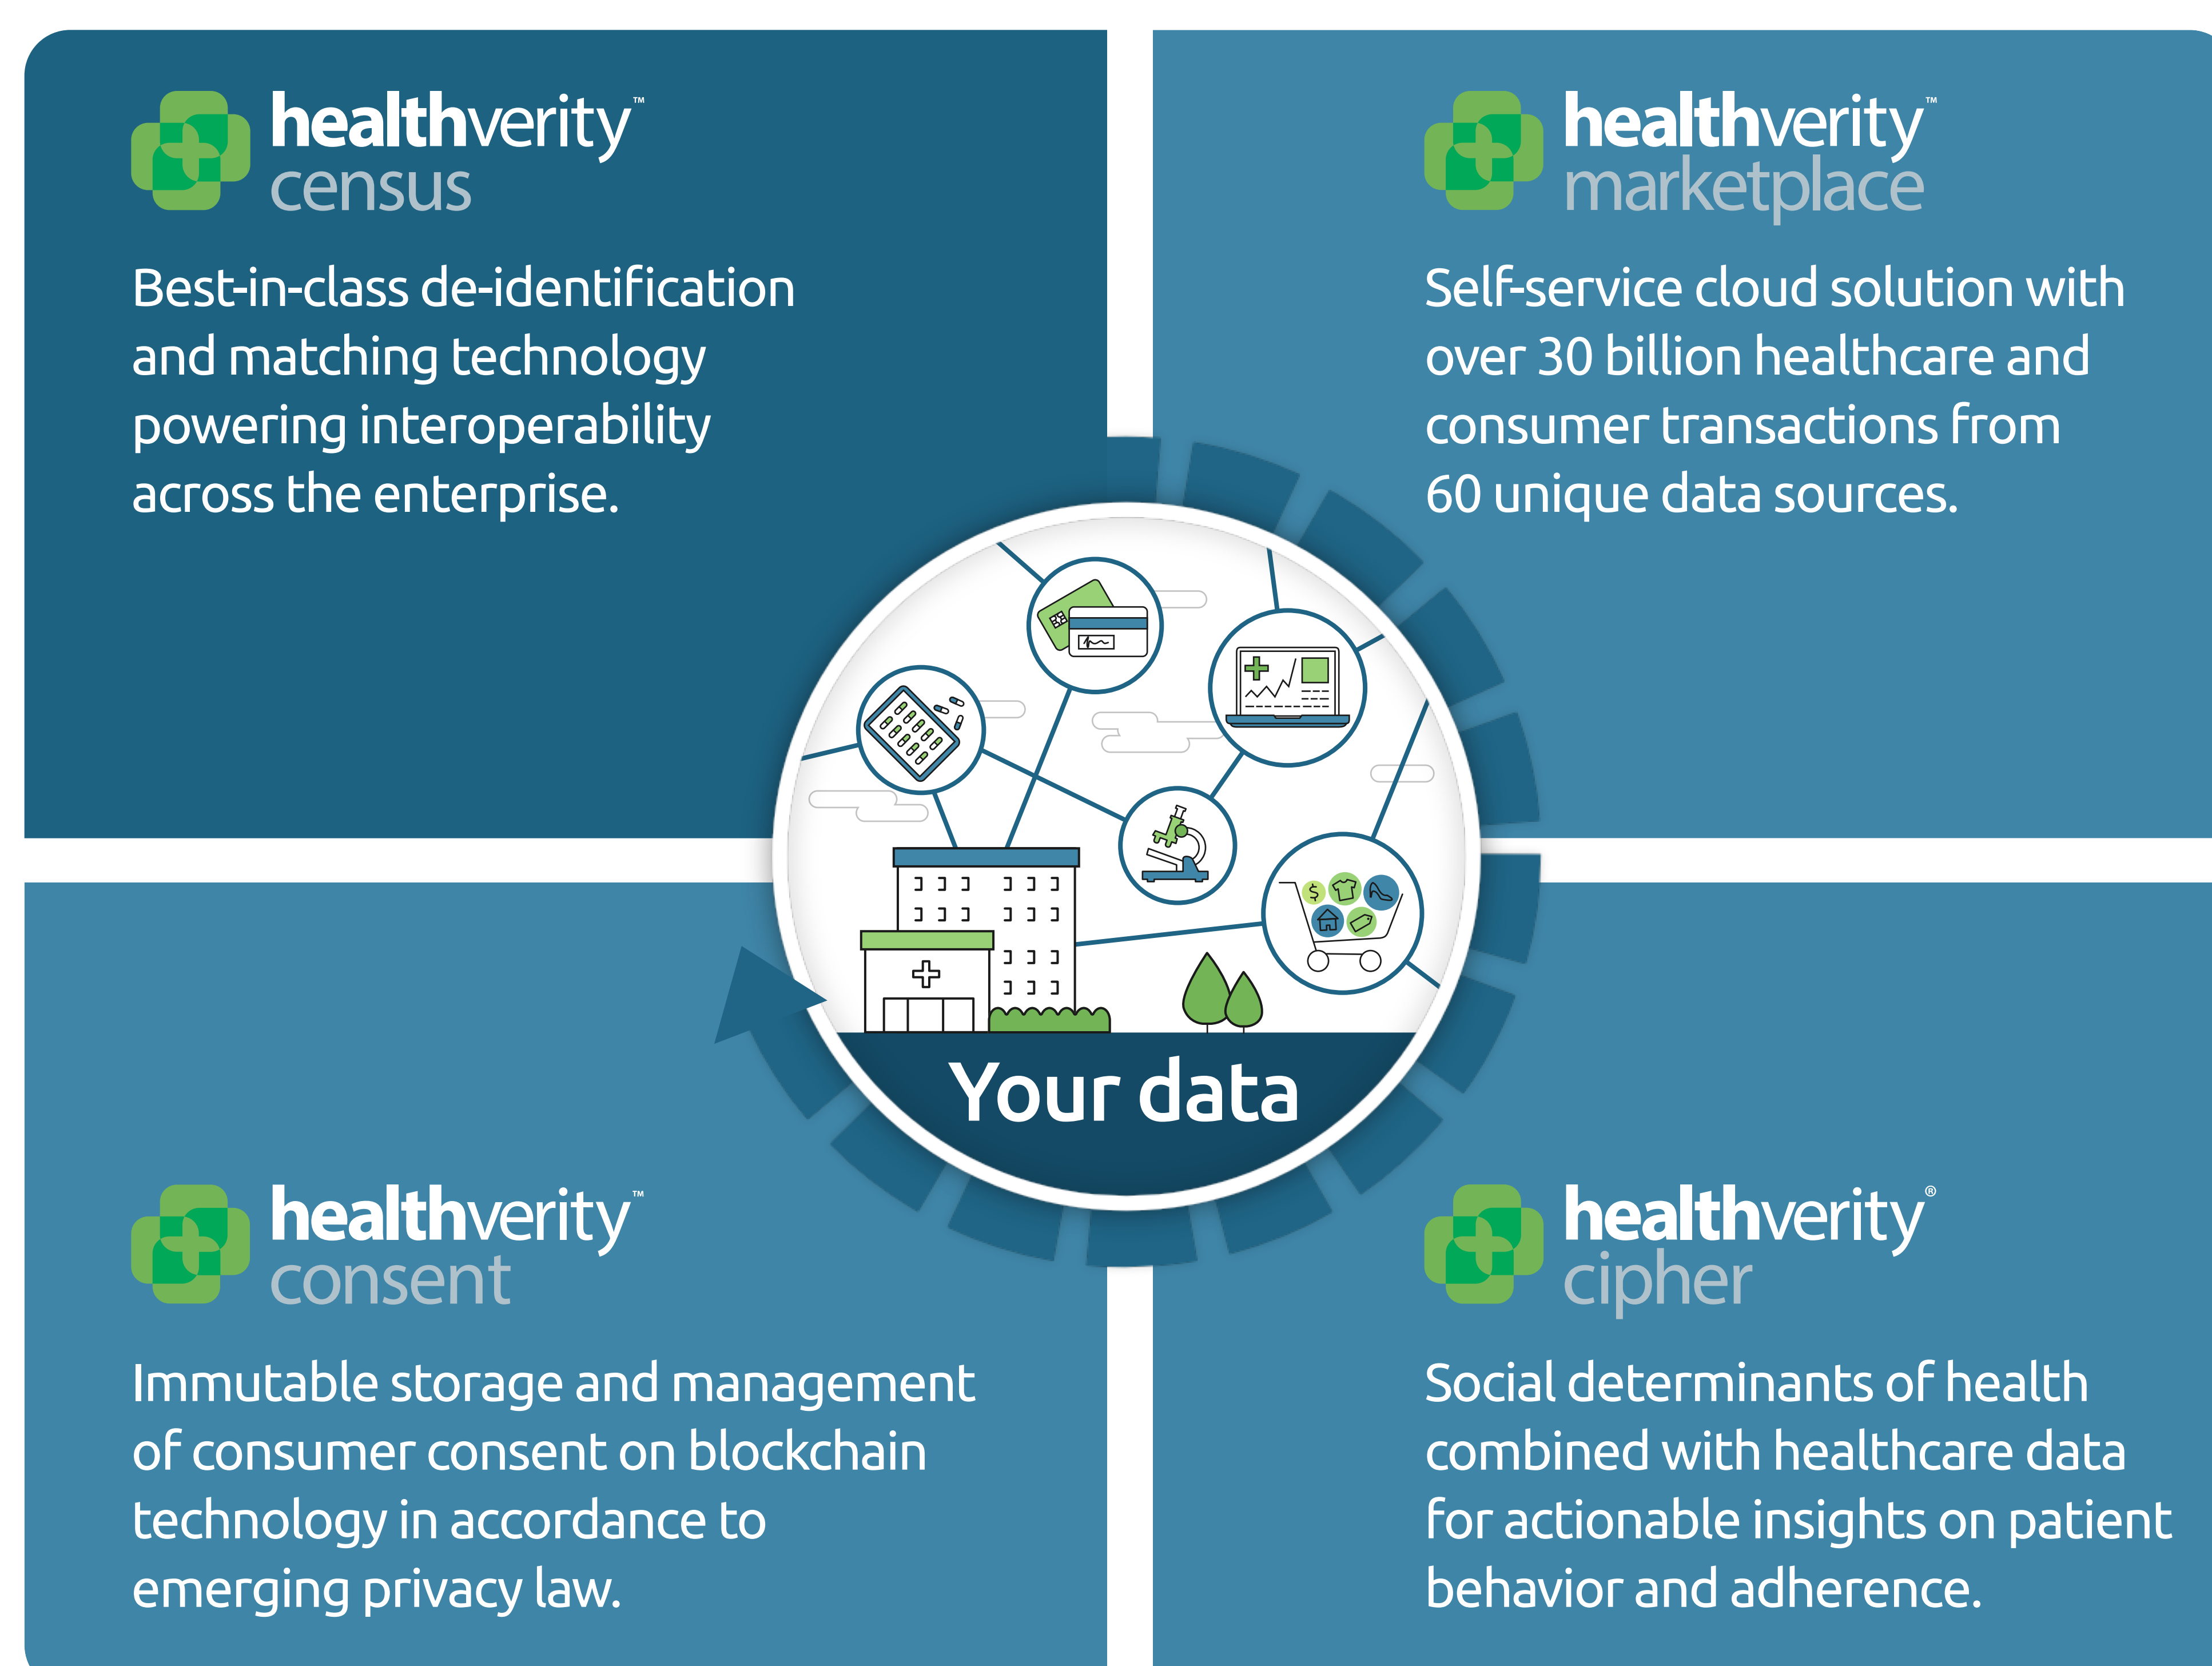 healthverity™
census
Best-in-class de-identification
and matching technology
powering interoperability
across the enterprise.
healthverity™
marketplace
Self-service cloud solution with
over 30 billion healthcare and
consumer transactions from
60 unique data sources.
$
Your data
healthverity™
consent
Immutable storage and management
of consumer consent on blockchain
technology in accordance to
emerging privacy law.
healthverity®
cipher
Social determinants of health
combined with healthcare data
for actionable insights on patient
behavior and adherence.